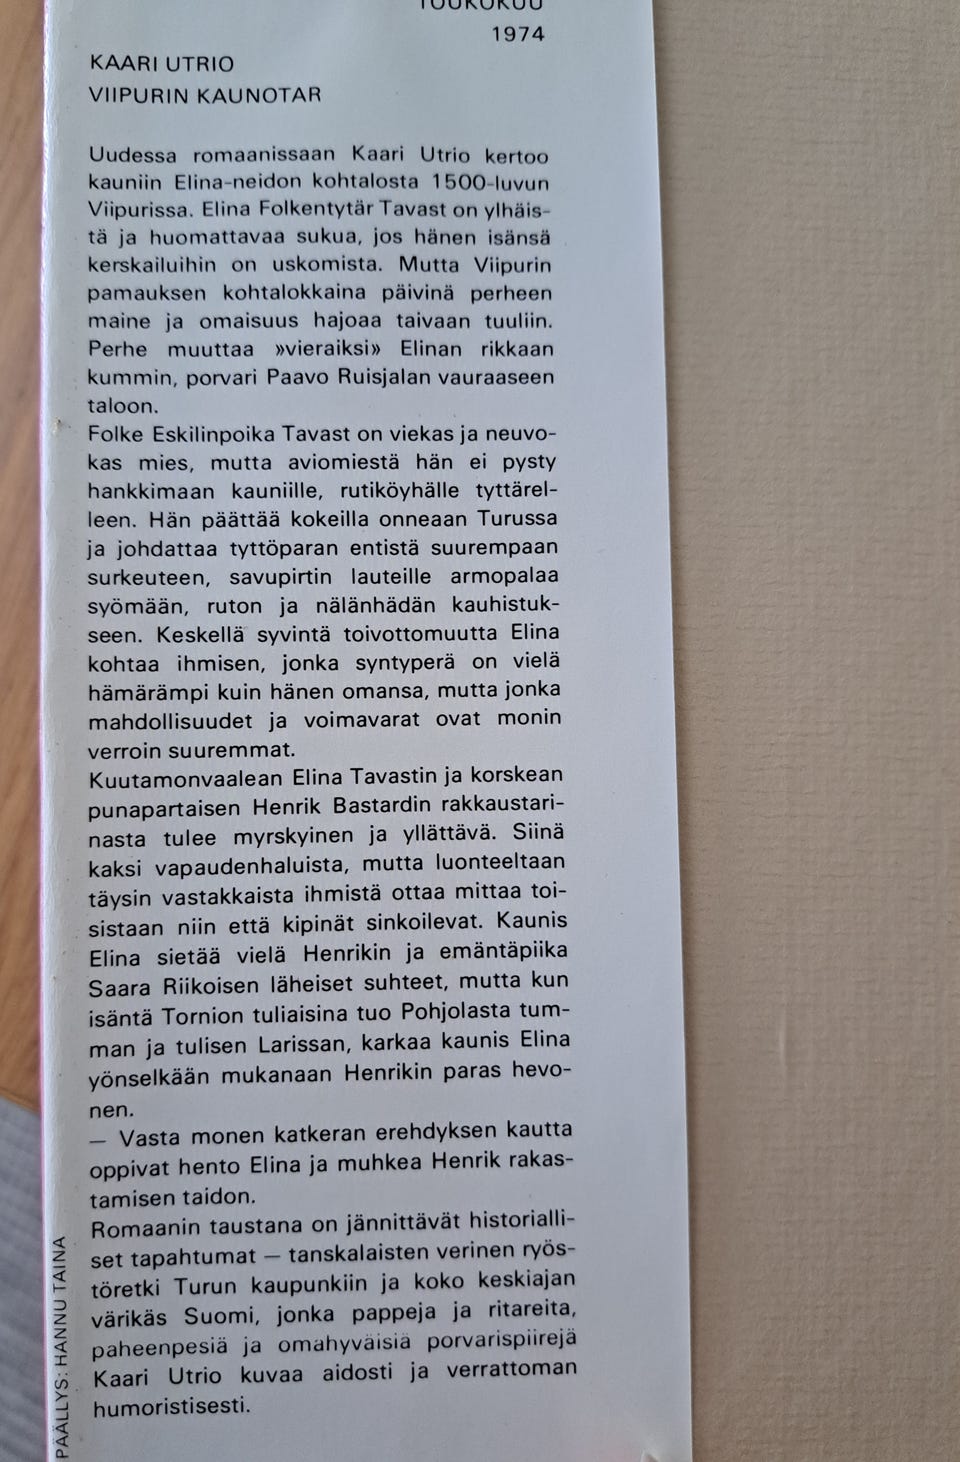 TOUKOKUU
1974
KAARI UTRIO
VIIPURIN KAUNOTAR
Uudessa romaanissaan Kaari Utrio kertoo
kauniin Elina-neidon kohtalosta 1500-luvun
Viipurissa. Elina Folkentytär Tavast on ylhäis-
tä ja huomattavaa sukua, jos hänen isänsä
kerskailuihin on uskomista. Mutta Viipurin
pamauksen kohtalokkaina päivinä perheen
maine ja omaisuus hajoaa taivaan tuuliin.
Perhe muuttaa »vieraiksi» Elinan rikkaan
kummin, porvari Paavo Ruisjalan vauraaseen
taloon.
Folke Eskilinpoika Tavast on viekas ja neuvo-
kas mies, mutta aviomiestä hän ei pysty
hankkimaan kauniille, rutiköyhälle tyttärel-
leen. Hän päättää kokeilla onneaan Turussa
ja johdattaa tyttöparan entistä suurempaan
surkeuteen, savupirtin lauteille armopalaa
syömään, ruton ja nälänhädän kauhistuk-
seen. Keskellä syvintä toivottomuutta Elina
kohtaa ihmisen, jonka syntyperä on vielä
hämärämpi kuin hänen omansa, mutta jonka
mahdollisuudet ja voimavarat ovat monin
verroin suuremmat.
Kuutamonvaalean Elina Tavastin ja korskean
punapartaisen Henrik Bastardin rakkaustari-
nasta tulee myrskyinen ja yllättävä. Siinä
kaksi vapaudenhaluista, mutta luonteeltaan
täysin vastakkaista ihmistä ottaa mittaa toi-
sistaan niin että kipinät sinkoilevat. Kaunis
Elina sietää vielä Henrikin ja emäntäpiika
Saara Riikoisen läheiset suhteet, mutta kun
isäntä Tornion tuliaisina tuo Pohjolasta tum-
man ja tulisen Larissan, karkaa kaunis Elina
yönselkään mukanaan Henrikin paras hevo-
nen.
— Vasta monen katkeran erehdyksen kautta
oppivat hento Elina ja muhkea Henrik rakas-
tamisen taidon.
Romaanin taustana on jännittävät historialli-
set tapahtumat — tanskalaisten verinen ryös-
töretki Turun kaupunkiin ja koko keskiajan
värikäs Suomi, jonka pappeja ja ritareita,
paheenpesiä ja omahyväisiä porvarispiirejä
Kaari Utrio kuvaa aidosti ja verrattoman
humoristisesti.
PÄÄLLYS: HANNU TAINA